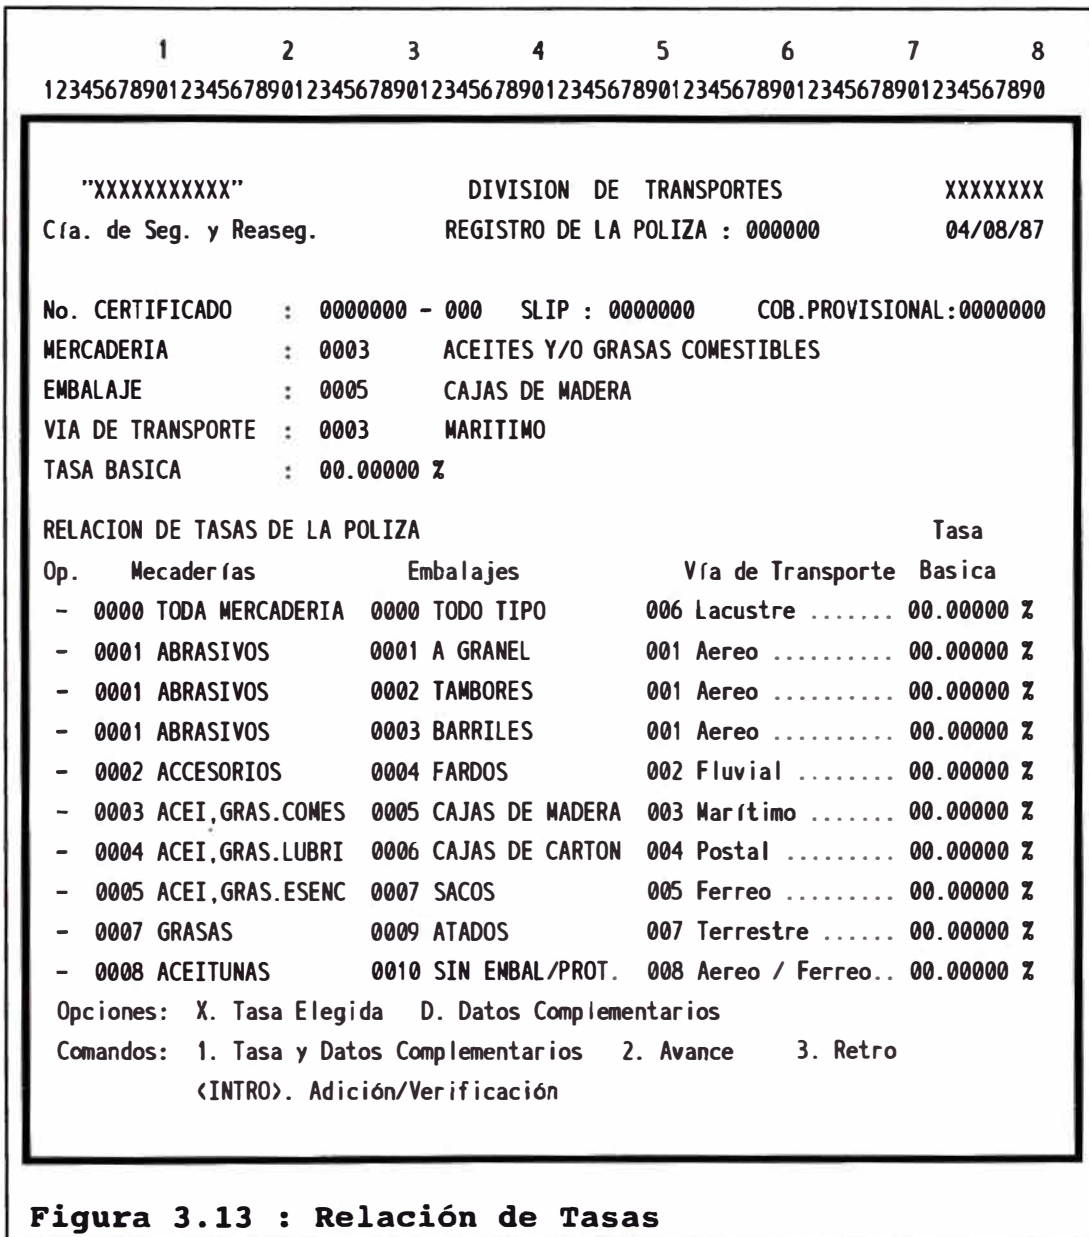 1 2 3 4 5 6 7 8
12345678901234567890123456789012345678901234567890123456789012345678901234567890
"XXXXXXXXXXX" DIVISION DE TRANSPORTES XXXXXXXX
Cía. de Seg. y Reaseg. REGISTRO DE LA POLIZA : 000000 04/08/87
No. CERTIFICADO : 0000000 - 000 SLIP : 0000000 COB.PROVISIONAL:0000000
MERCADERIA : 0003 ACEITES Y/O GRASAS COMESTIBLES
EMBALAJE : 0005 CAJAS DE MADERA
VIA DE TRANSPORTE : 0003 MARITIMO
TASA BASICA : 00.00000 %
RELACION DE TASAS DE LA POLIZA Tasa
Op. Mecaderías Embalajes Vía de Transporte Basica
- 0000 TODA MERCADERIA 0000 TODO TIPO 006 Lacustre ....... 00.00000 %
- 0001 ABRASIVOS 0001 A GRANEL 001 Aereo .......... 00.00000 %
- 0001 ABRASIVOS 0002 TAMBORES 001 Aereo .......... 00.00000 %
- 0001 ABRASIVOS 0003 BARRILES 001 Aereo .......... 00.00000 %
- 0002 ACCESORIOS 0004 FARDOS 002 Fluvial ........ 00.00000 %
- 0003 ACEI,GRAS.COMES 0005 CAJAS DE MADERA 003 Marítimo ....... 00.00000 %
- 0004 ACEI,GRAS.LUBRI 0006 CAJAS DE CARTON 004 Postal ......... 00.00000 %
- 0005 ACEI,GRAS.ESENC 0007 SACOS 005 Ferreo ......... 00.00000 %
- 0007 GRASAS 0009 ATADOS 007 Terrestre ...... 00.00000 %
- 0008 ACEITUNAS 0010 SIN EMBAL/PROT. 008 Aereo / Ferreo.. 00.00000 %
Opciones: X. Tasa Elegida D. Datos Complementarios
Comandos: 1. Tasa y Datos Complementarios 2. Avance 3. Retro
<INTRO>. Adición/Verificación
Figura 3.13 : Relación de Tasas